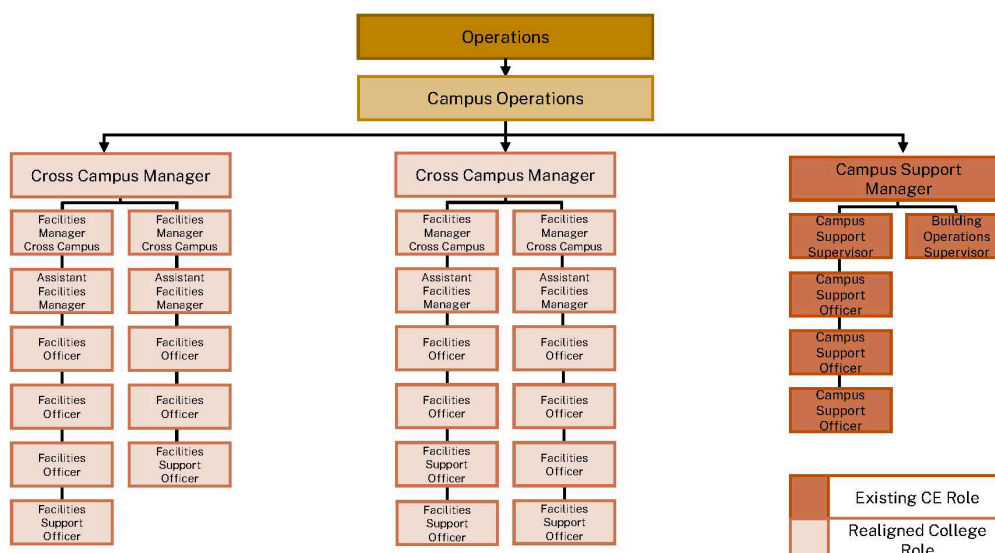 Operations
Campus Operations
Cross Campus Manager
Facilities
Manager
Cross Campus
Assistant
Facilities
Manager
Facilities
Officer
Facilities
Officer
Facilities
Officer
Facilities
Support
Officer
Facilities
Manager
Cross Campus
Assistant
Facilities
Manager
Facilities
Officer
Facilities
Officer
Facilities
Support
Officer
Cross Campus Manager
Facilities
Manager
Cross Campus
Assistant
Facilities
Manager
Facilities
Officer
Facilities
Officer
Facilities
Support
Officer
Facilities
Support
Officer
Facilities
Manager
Cross Campus
Assistant
Facilities
Manager
Facilities
Officer
Facilities
Officer
Facilities
Officer
Facilities
Support
Officer
Campus Support
Manager
Campus
Support
Supervisor
Campus
Support
Officer
Campus
Support
Officer
Campus
Support
Officer
Building
Operations
Supervisor
Existing CE Role
Realigned College
Role